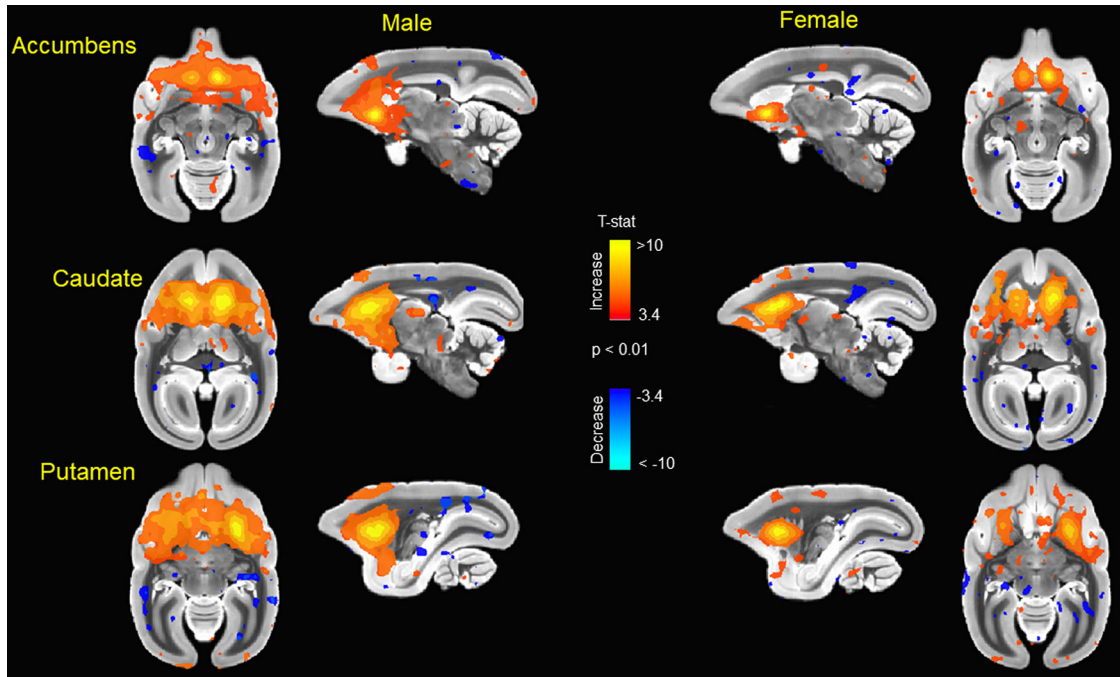 Male
Female
Accumbens
T-stat
>10
Increase
3.4
p < 0.01
-3.4
Decrease
< -10
Caudate
Putamen